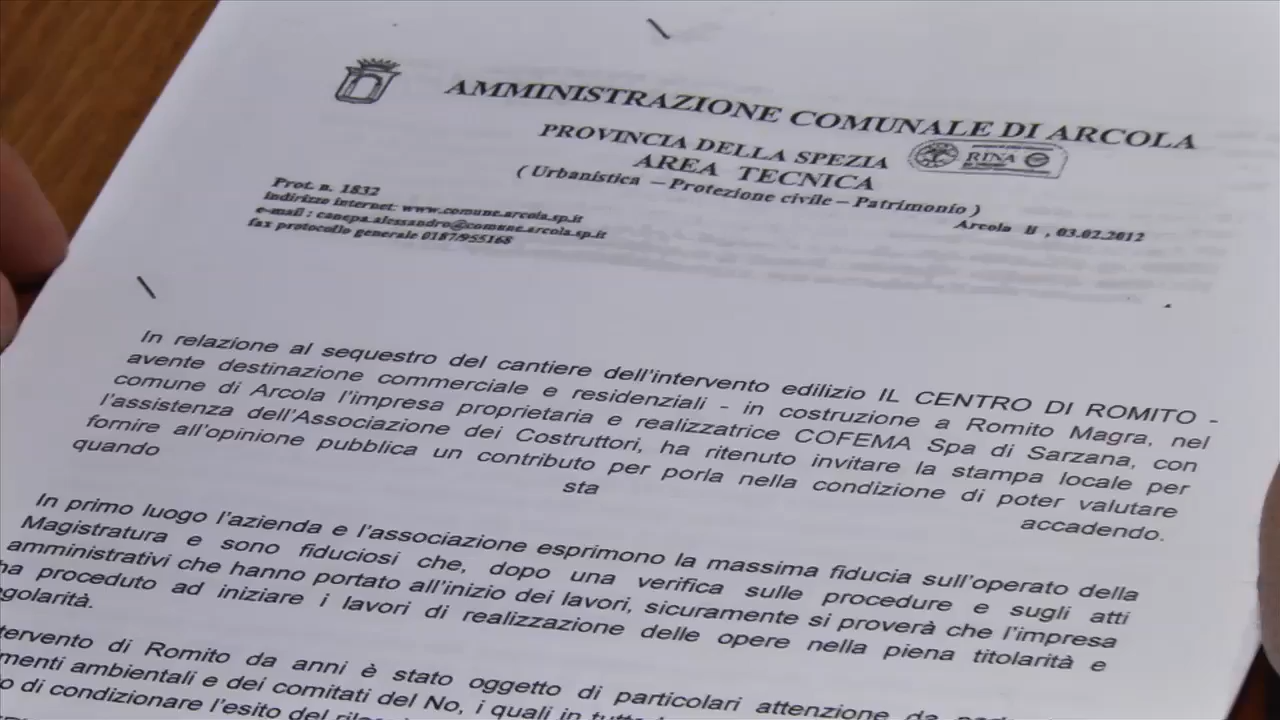 AMMINISTRAZIONE COMUNALE DI ARCOLA
PROVINCIA DELLA SPEZIA
RINA
AREA TECNICA
( Urbanistica – Protezione civile – Patrimonio )
Prot. n. 1832
indirizzo internet: www.comune.arcola.sp.it
e-mail : canepa.alessandro@comune.arcola.sp.it
fax protocollo generale 0187/955168
Arcola li , 03.02.2012
In relazione al sequestro del cantiere dell'intervento edilizio IL CENTRO DI ROMITO -
avente destinazione commerciale e residenziali - in costruzione a Romito Magra, nel
comune di Arcola l'impresa proprietaria e realizzatrice COFEMA Spa di Sarzana, con
l'assistenza dell'Associazione dei Costruttori, ha ritenuto invitare la stampa locale per
fornire all'opinione pubblica un contributo per porla nella condizione di poter valutare
quando sta accadendo.
In primo luogo l'azienda e l'associazione esprimono la massima fiducia sull'operato della
Magistratura e sono fiduciosi che, dopo una verifica sulle procedure e sugli atti
amministrativi che hanno portato all'inizio dei lavori, sicuramente si proverà che l'impresa
ha proceduto ad iniziare i lavori di realizzazione delle opere nella piena titolarità e
golarità.
tervento di Romito da anni è stato oggetto di particolari attenzione da
menti ambientali e dei comitati del No, i quali in
o di condizionare l'esito del